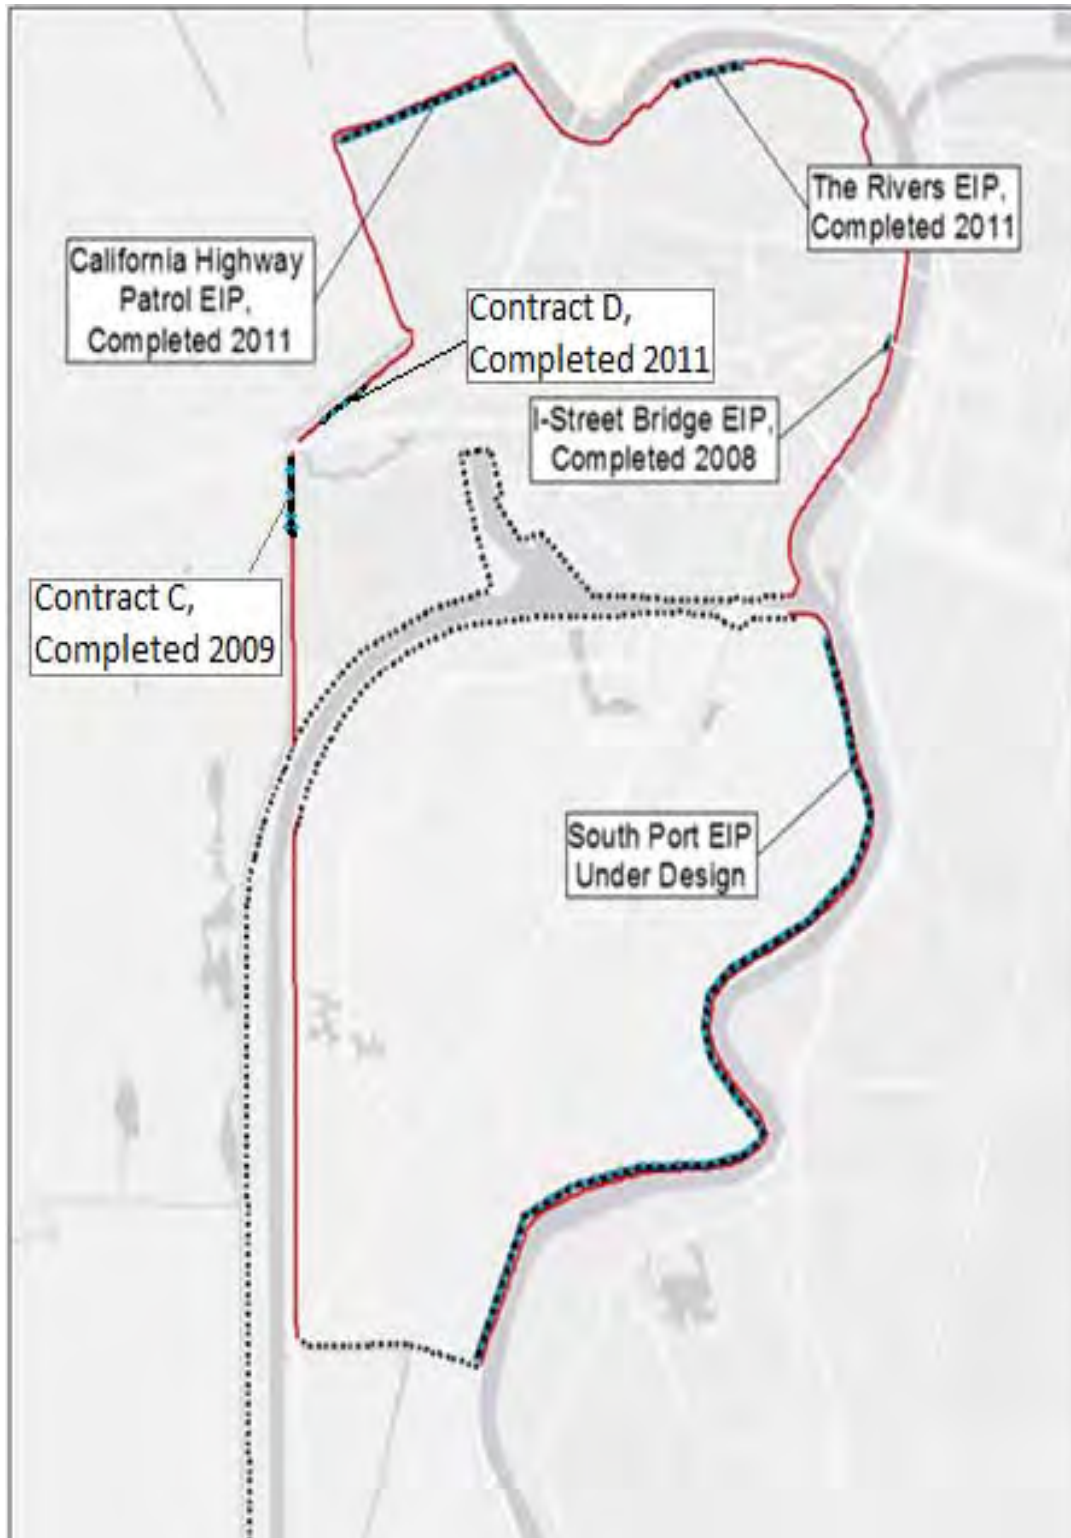 The Rivers EIP,
Completed 2011
California Highway
Patrol EIP,
Completed 2011
Contract D,
Completed 2011
I-Street Bridge EIP,
Completed 2008
Contract C,
Completed 2009
South Port EIP
Under Design